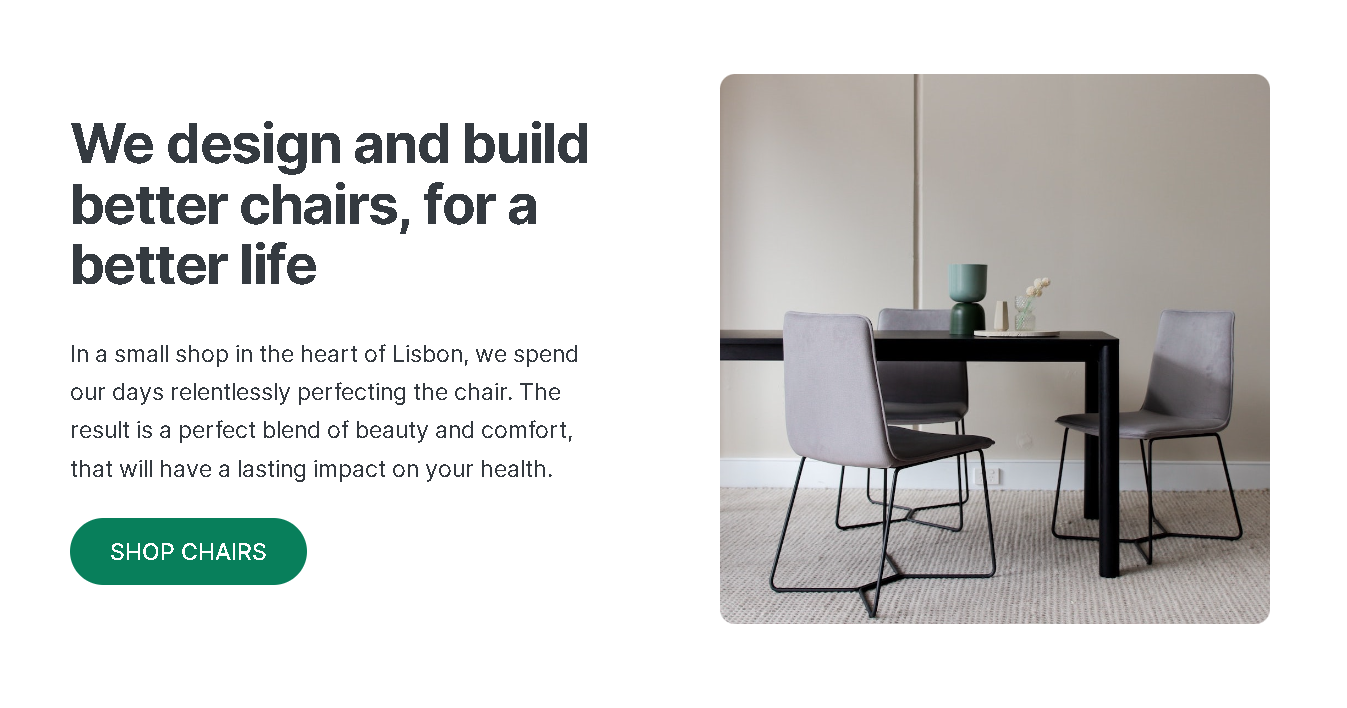 We design and build
better chairs, for a
better life
In a small shop in the heart of Lisbon, we spend
our days relentlessly perfecting the chair. The
result is a perfect blend of beauty and comfort,
that will have a lasting impact on your health.
SHOP CHAIRS